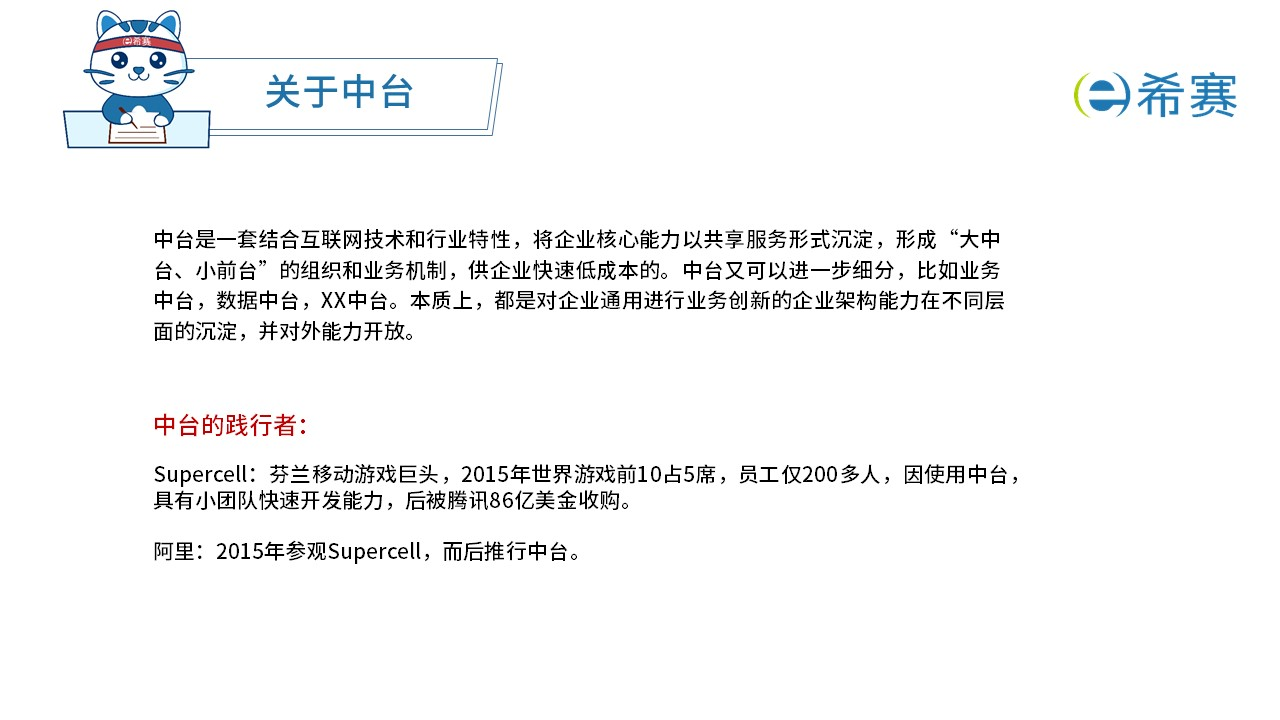 希赛
关于中台
希赛
中台是一套结合互联网技术和行业特性，将企业核心能力以共享服务形式沉淀，形成“大中
台、小前台”的组织和业务机制，供企业快速低成本的。中台又可以进一步细分，比如业务
中台，数据中台，XX中台。本质上，都是对企业通用进行业务创新的企业架构能力在不同层
面的沉淀，并对外能力开放。
中台的践行者：
Supercell：芬兰移动游戏巨头，2015年世界游戏前10占5席，员工仅200多人，因使用中台，
具有小团队快速开发能力，后被腾讯86亿美金收购。
阿里：2015年参观Supercell，而后推行中台。